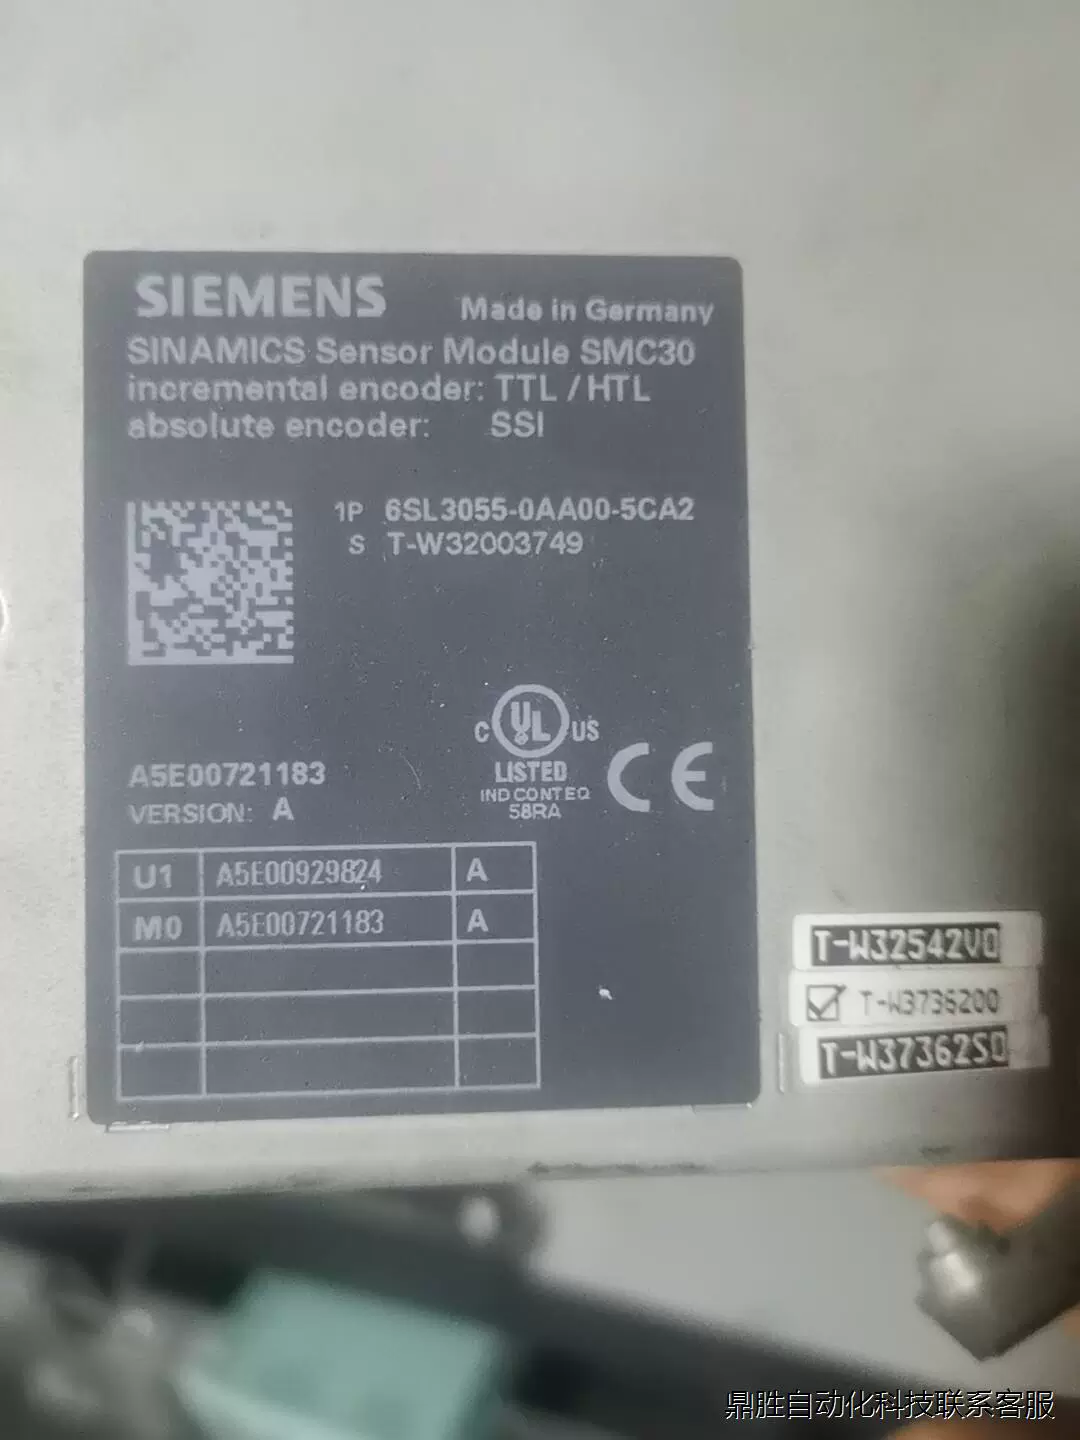 SIEMENS Made in Germany
SINAMICS Sensor Module SMC30
incremental encoder: TTL / HTL
absolute encoder: SSI
1P 6SL3055-0AA00-5CA2
S T-W32003749
C UL US
LISTED
IND CONT EQ
58RA
CE
A5E00721183
VERSION: A
U1 A5E00929824 A
M0 A5E00721183 A
T-W32542V0
T-W3736200
T-W37362S0
鼎胜自动化科技联系客服